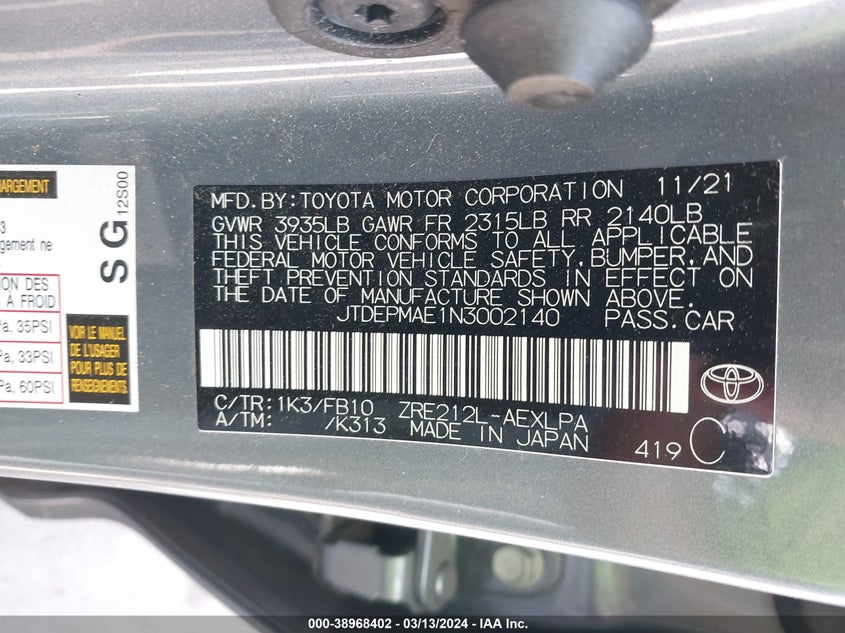 HARGEMENT
3
gement ne
ION DES
À FROID
Pa, 35PSI
Pa, 33PSI
Pa, 60PSI
VOIR LE MANUEL
DE L'USAGER
POUR PLUS DE
RENSEIGNEMENTS
SG
12S00
MFD. BY: TOYOTA MOTOR CORPORATION 11/21
GVWR 3935LB GAWR FR 2315LB RR 2140LB
THIS VEHICLE CONFORMS TO ALL APPLICABLE
FEDERAL MOTOR VEHICLE SAFETY, BUMPER, AND
THEFT PREVENTION STANDARDS IN EFFECT ON
THE DATE OF MANUFACTURE SHOWN ABOVE.
JTDEPMAE1N3002140 PASS. CAR
C/TR: 1K3/FB10 ZRE212L-AEXLPA
A/TM: /K313 MADE IN JAPAN
419 C
000-38968402 - 03/13/2024 - IAA Inc.